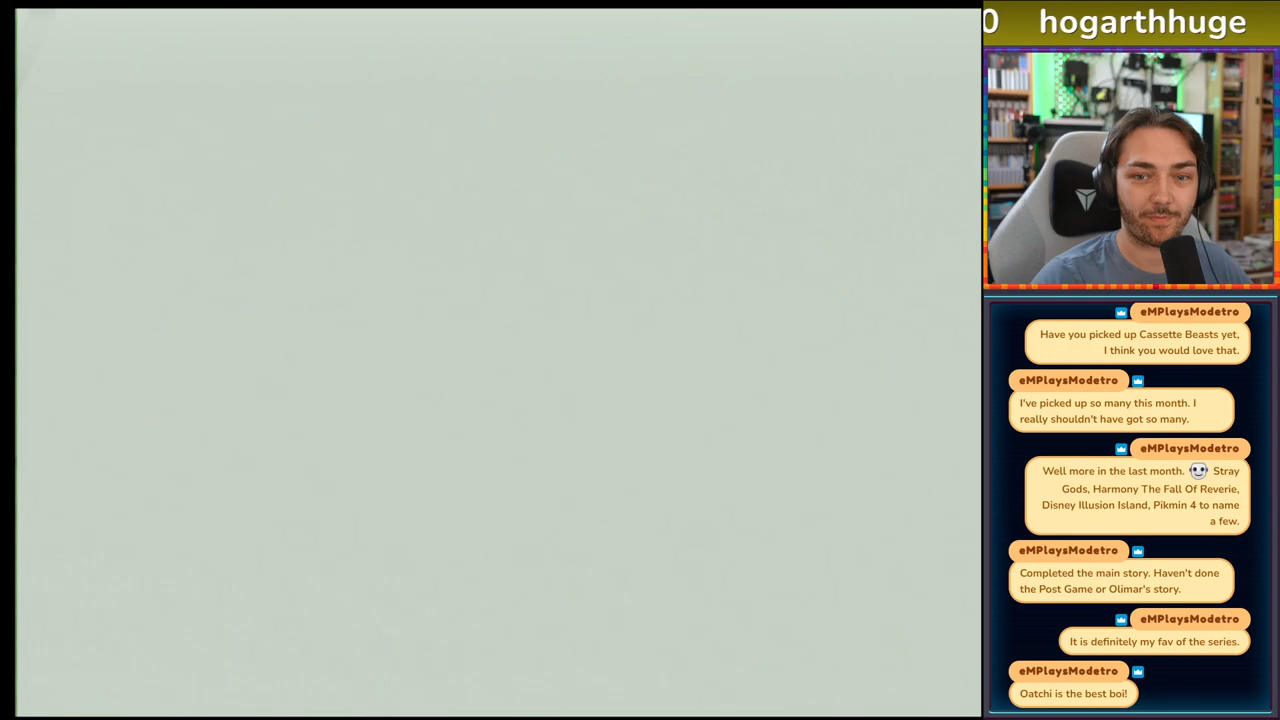 0 hogarthhuge
eMPlaysModetro
Have you picked up Cassette Beasts yet,
I think you would love that.
eMPlaysModetro
I've picked up so many this month. I
really shouldn't have got so many.
eMPlaysModetro
Well more in the last month. Stray
Gods, Harmony The Fall Of Reverie,
Disney Illusion Island, Pikmin 4 to name
a few.
eMPlaysModetro
Completed the main story. Haven't done
the Post Game or Olimar's story.
eMPlaysModetro
It is definitely my fav of the series.
eMPlaysModetro
Oatchi is the best boi!